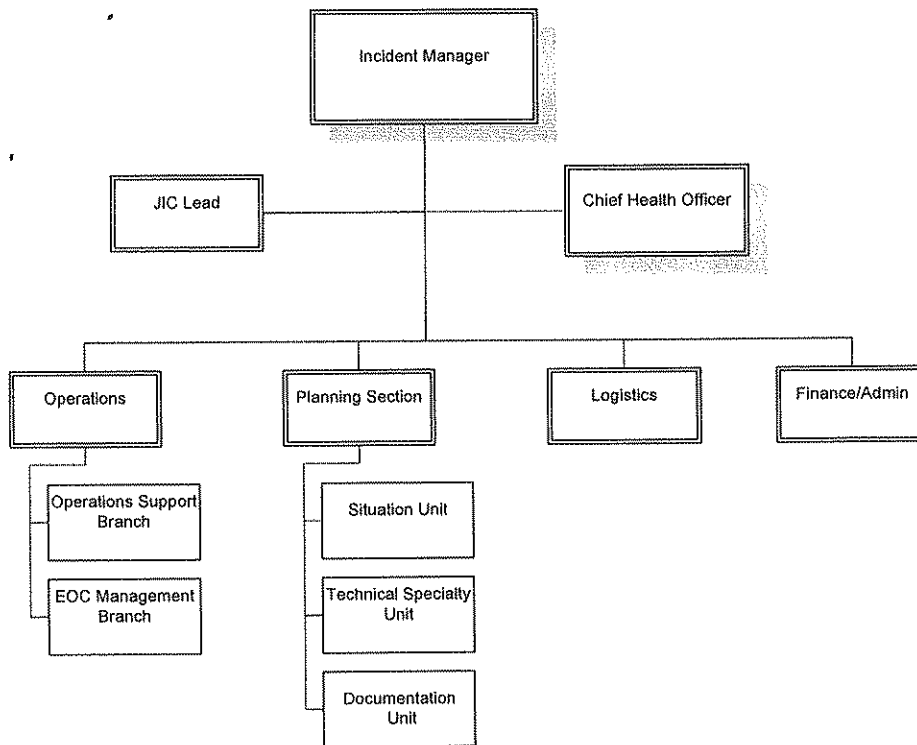 Incident Manager
JIC Lead
Chief Health Officer
Operations
Planning Section
Logistics
Finance/Admin
Operations Support
Branch
EOC Management
Branch
Situation Unit
Technical Specialty
Unit
Documentation
Unit